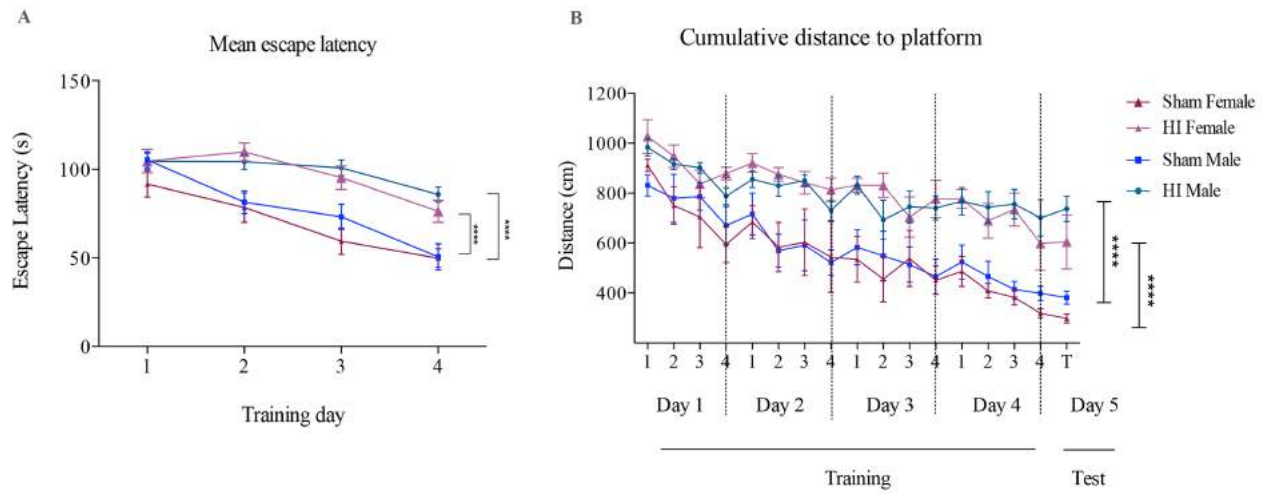 A
Mean escape latency
Escape Latency (s)
150
100
50
0
1 2 3 4
Training day
****
****
B
Cumulative distance to platform
Distance (cm)
1200
1000
800
600
400
1 2 3 4 1 2 3 4 1 2 3 4 1 2 3 4 T
Day 1 Day 2 Day 3 Day 4 Day 5
Training Test
****
****
Sham Female
HI Female
Sham Male
HI Male